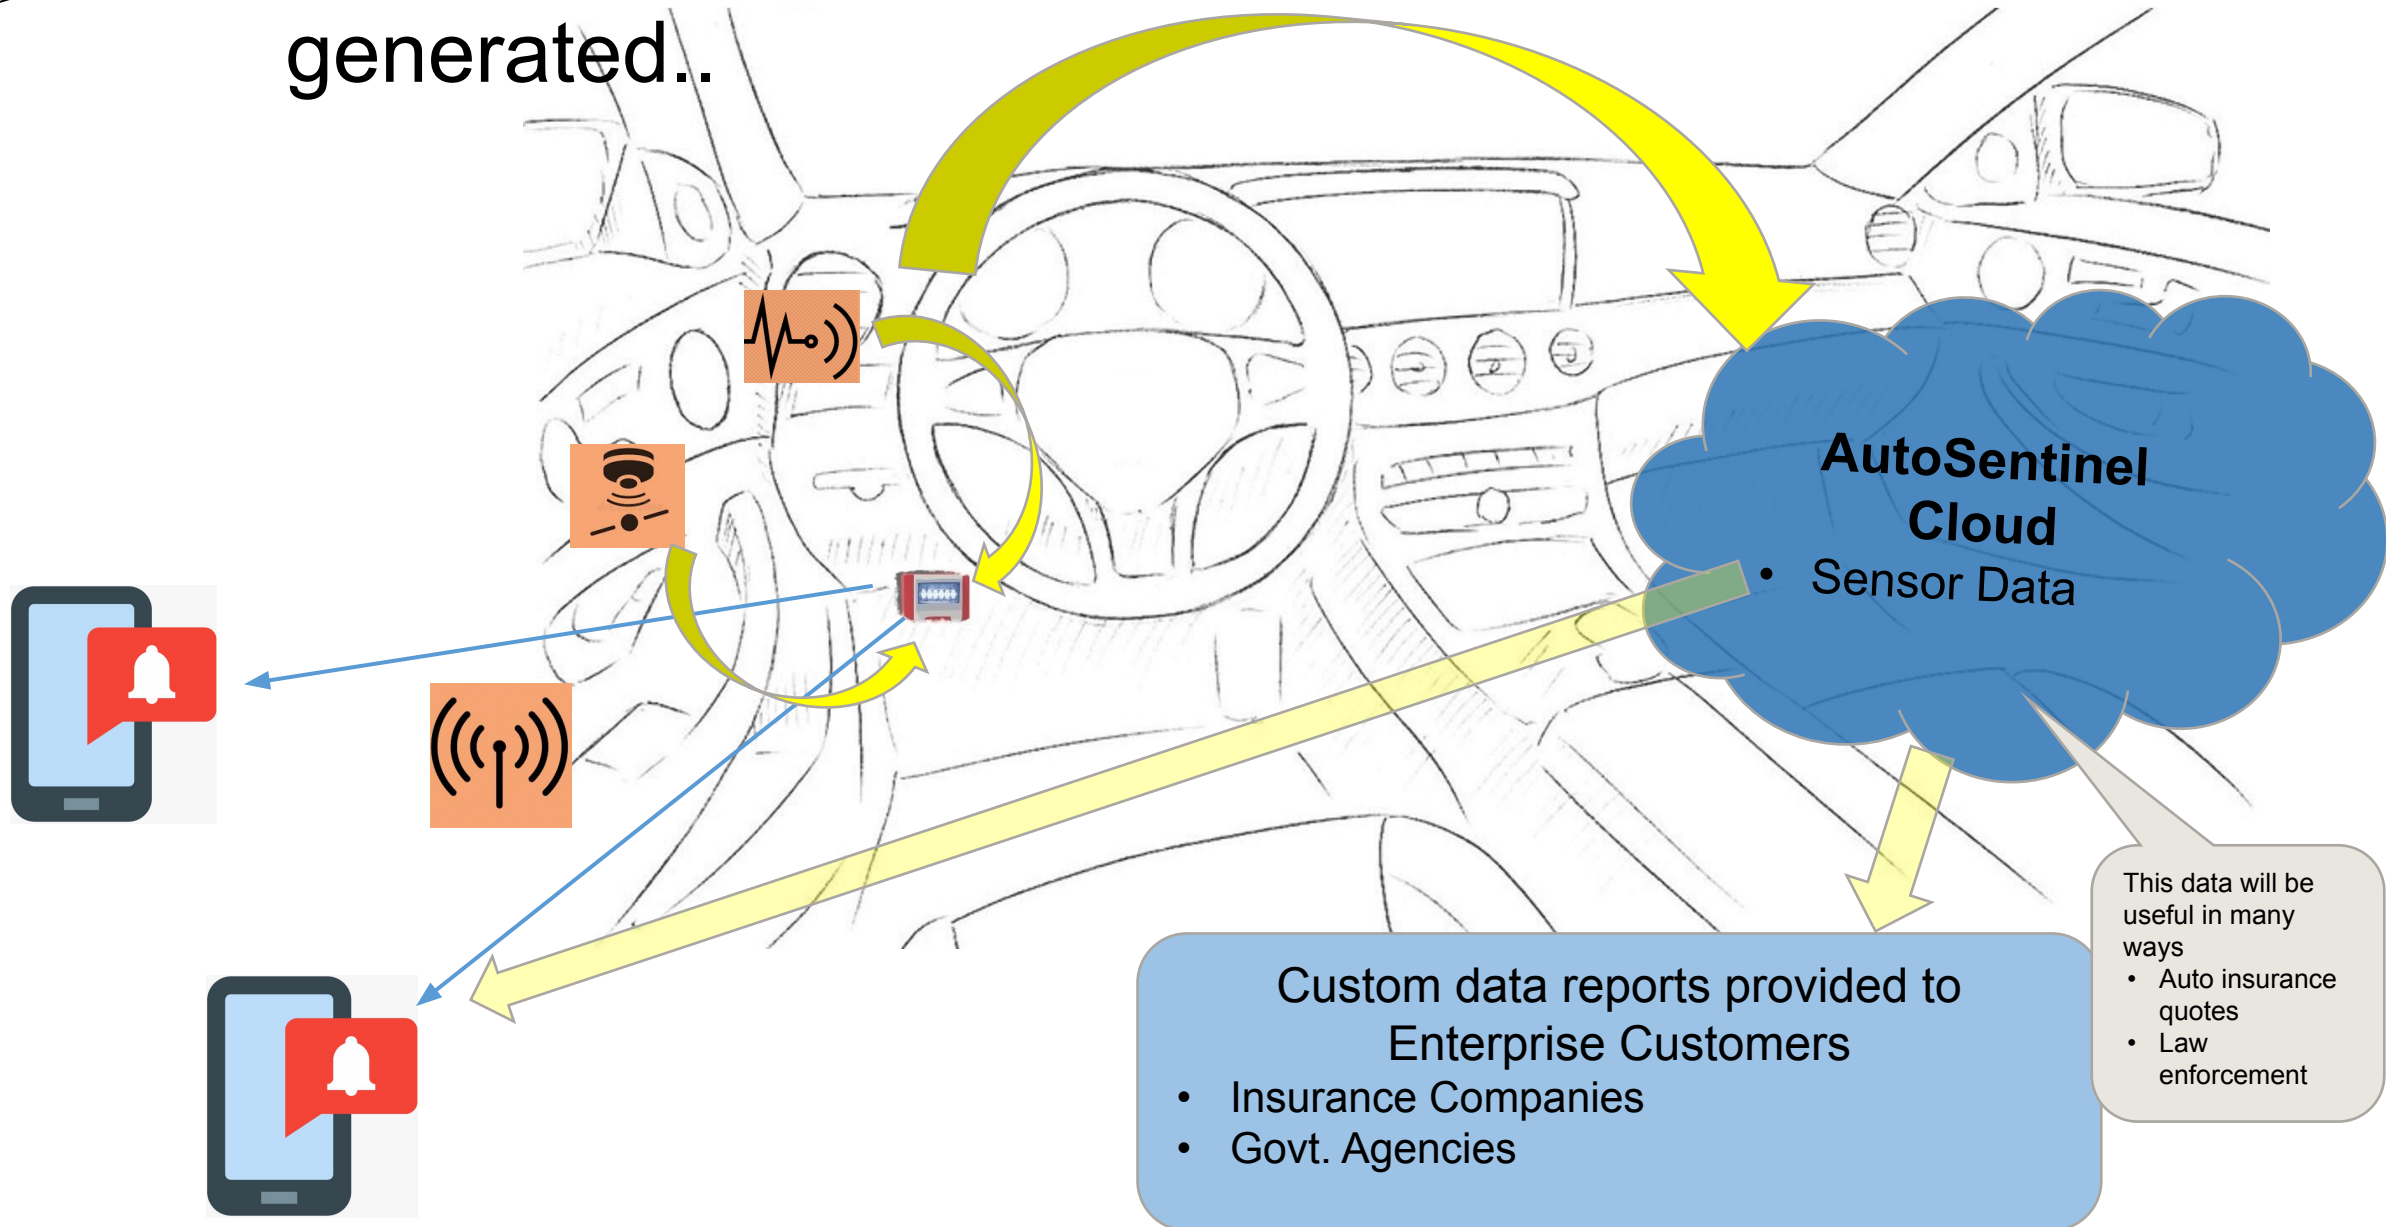 generated..
AutoSentinel
Cloud
• Sensor Data
This data will be
useful in many
ways
• Auto insurance
quotes
• Law
enforcement
Custom data reports provided to
Enterprise Customers
• Insurance Companies
• Govt. Agencies